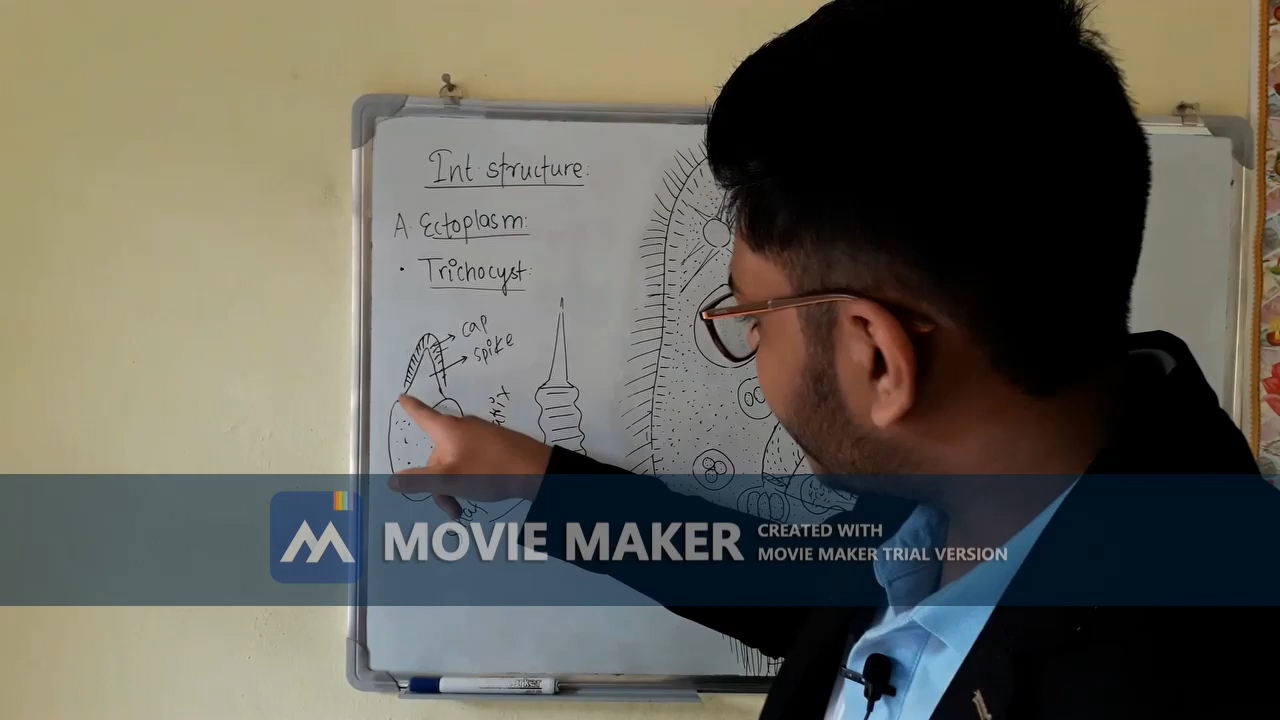 Int. structure:
A. Ectoplasm:
• Trichocyst:
cap
spike
MOVIE MAKER
CREATED WITH
MOVIE MAKER TRIAL VERSION